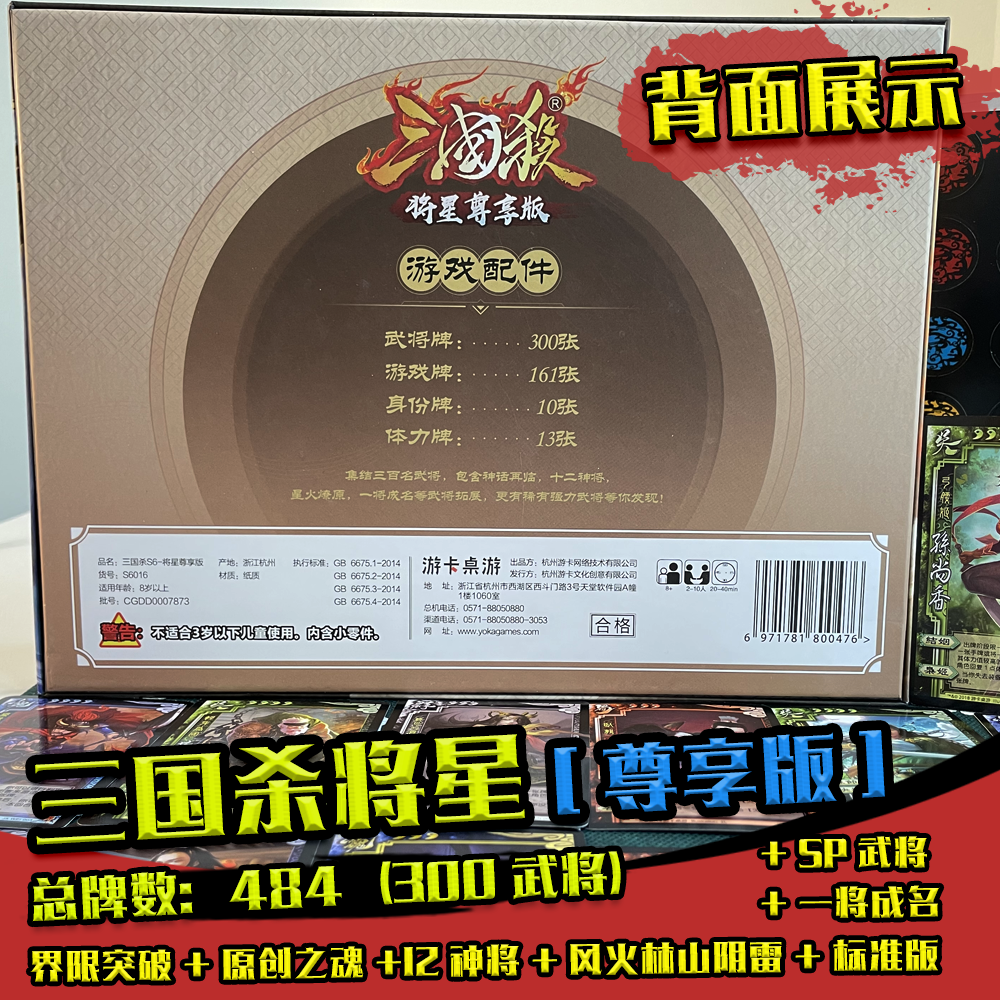 背面展示
三國殺®
将星尊享版
游戏配件
武将牌：······300张
游戏牌：·····161张
身份牌：·····10张
体力牌：·····13张
集结三百名武将，包含神话再临，十二神将，
星火燎原，一将成名等武将拓展，更有稀有强力武将等你发现！
品名：三国杀S6-将星尊享版
货号：S6016
适用年龄：8岁以上
批号：CGDD0007873
产地：浙江杭州
材质：纸质
执行标准：GB 6675.1-2014
GB 6675.2-2014
GB 6675.3-2014
GB 6675.4-2014
警告：不适合3岁以下儿童使用。内含小零件。
游卡桌游
出品方：杭州游卡网络技术有限公司
发行方：杭州游卡文化创意有限公司
地 址：浙江省杭州市西湖区西斗门路3号天堂软件园A幢
1楼1060室
总机电话：0571-88050880
渠道电话：0571-88050880-3053
网 址：www.yokagames.com
合格
8+ 2-10人 20-40min
6 971781 800476 >
吴
弓腰姬
孙尚香
结姻
枭姬
三国杀将星 [尊享版]
总牌数：484 (300 武将)
+ SP 武将
+ 一将成名
界限突破 + 原创之魂 +12 神将 + 风火林山阴雷 + 标准版